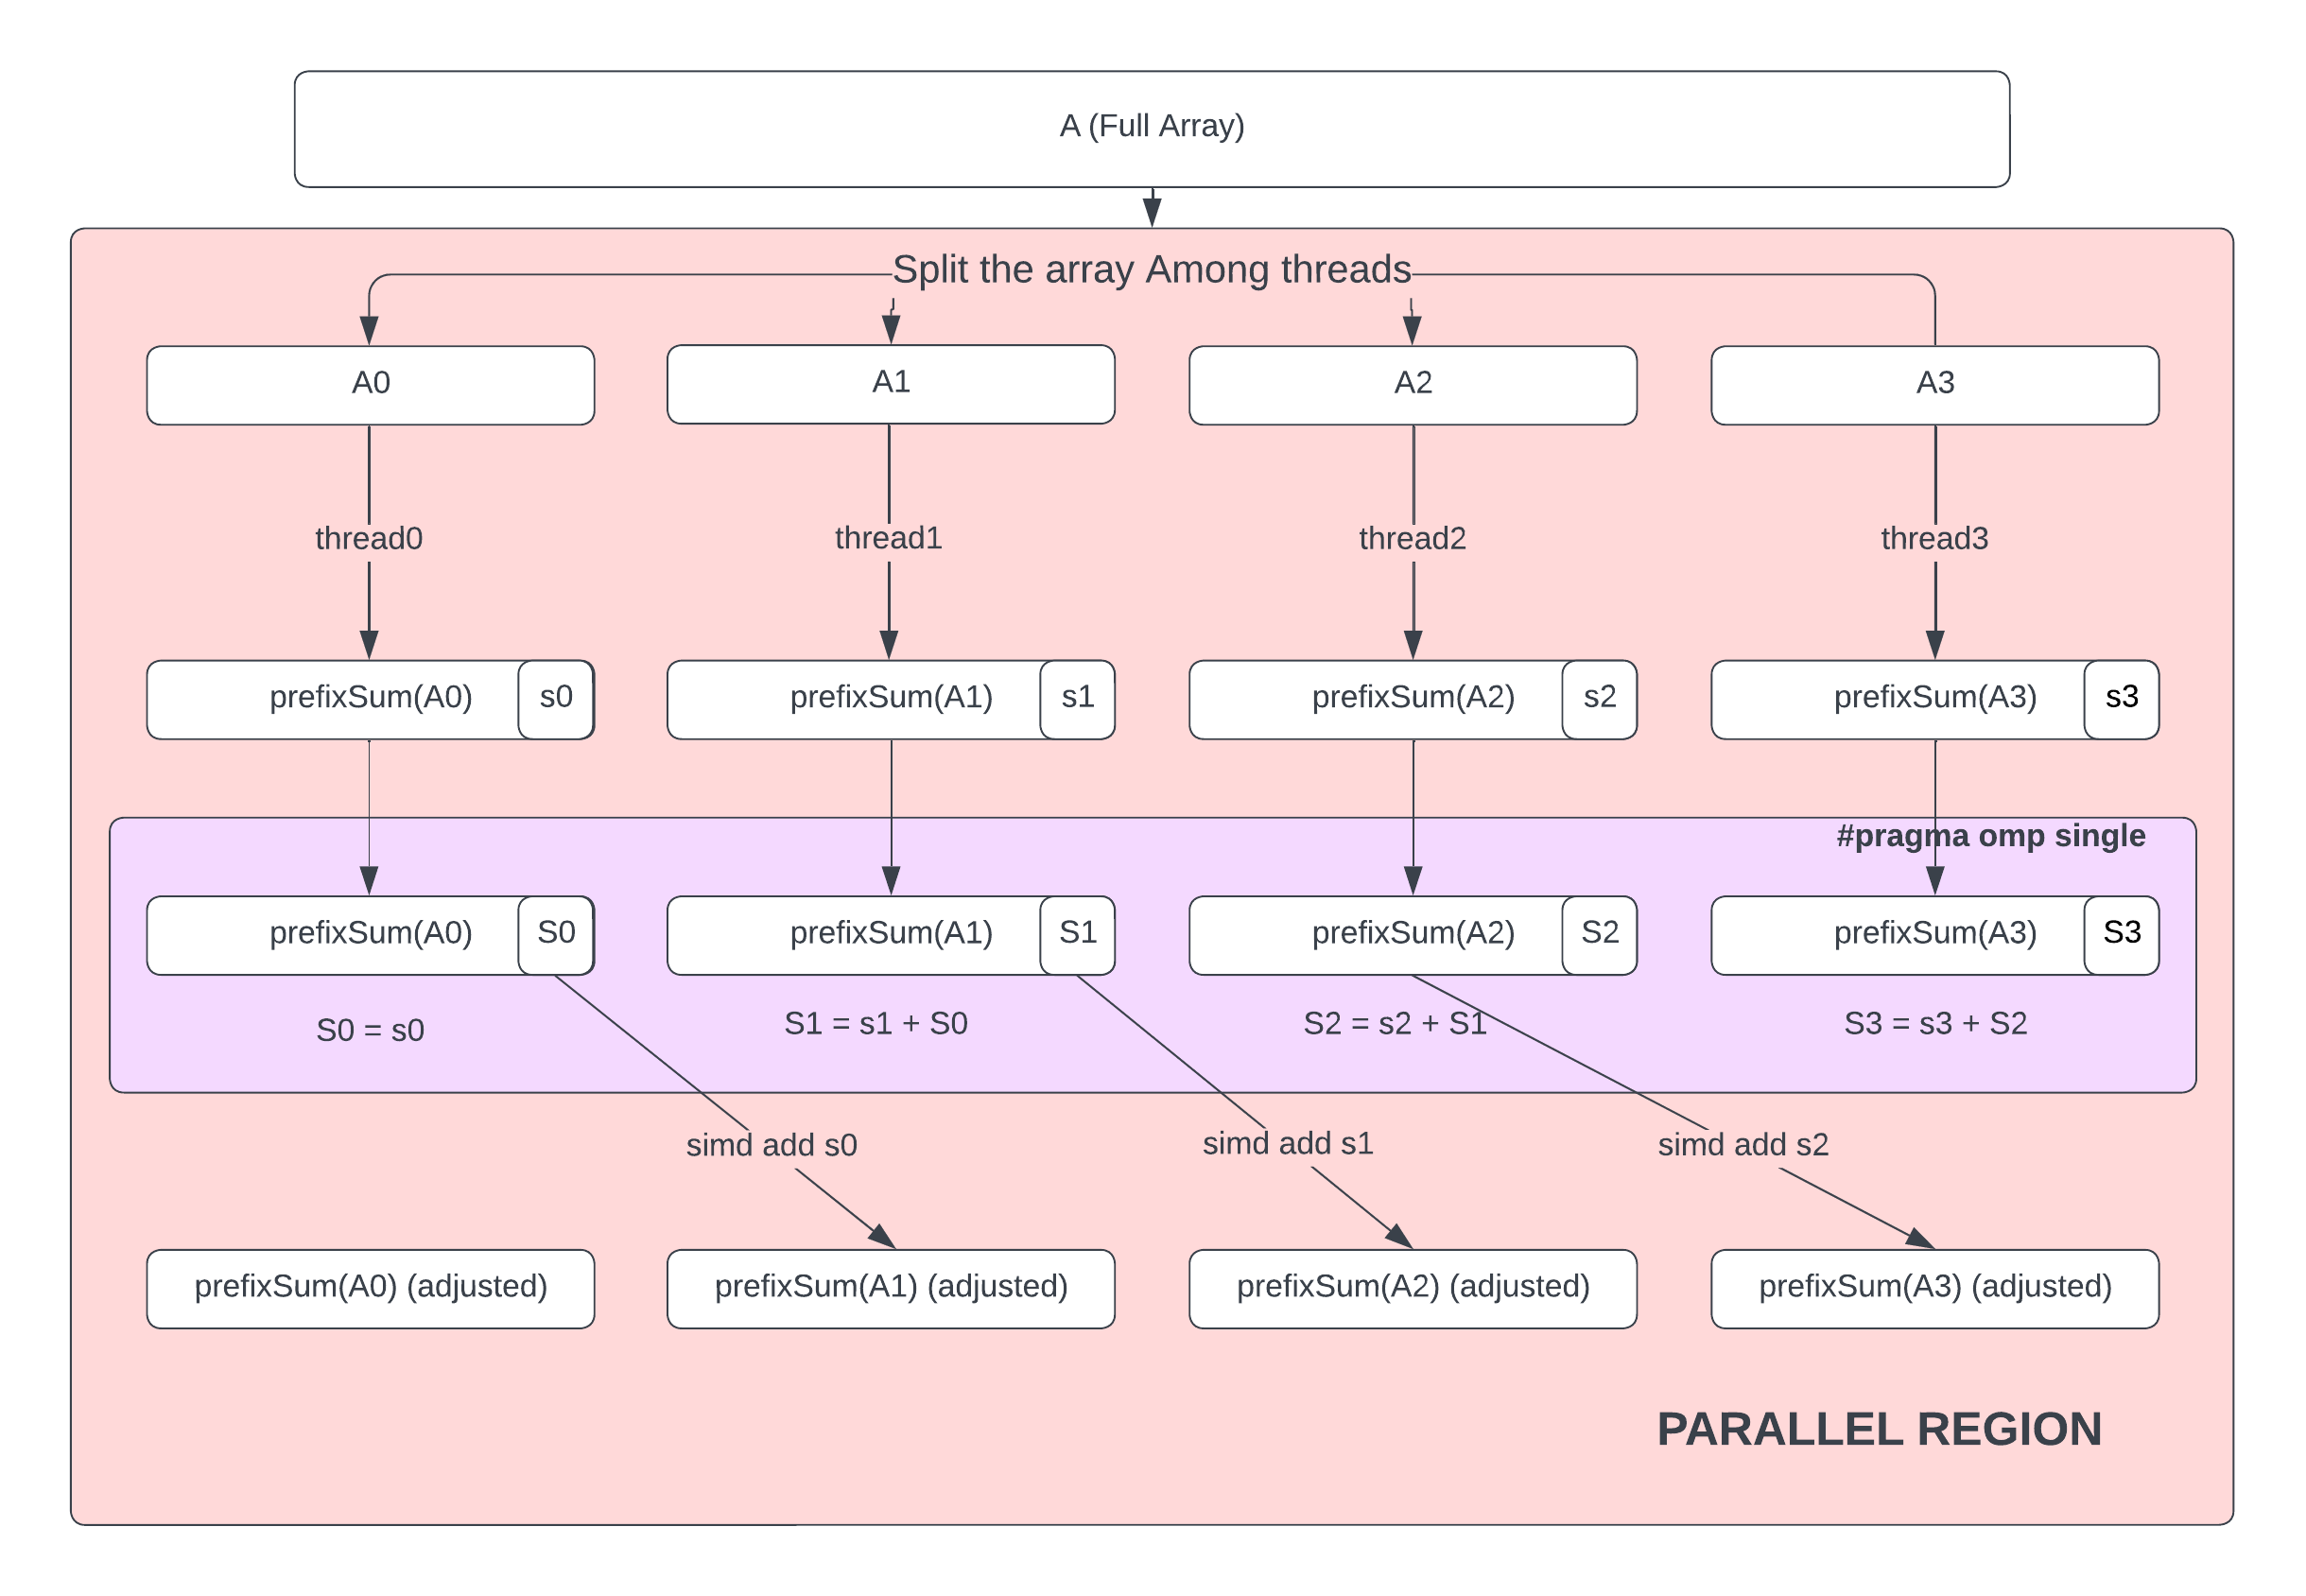 A (Full Array)
Split the array Among threads
A0
A1
A2
A3
thread0
thread1
thread2
thread3
prefixSum(A0)
s0
prefixSum(A1)
s1
prefixSum(A2)
s2
prefixSum(A3)
s3
#pragma omp single
prefixSum(A0)
S0
prefixSum(A1)
S1
prefixSum(A2)
S2
prefixSum(A3)
S3
S0 = s0
S1 = s1 + S0
S2 = s2 + S1
S3 = s3 + S2
simd add s0
simd add s1
simd add s2
prefixSum(A0) (adjusted)
prefixSum(A1) (adjusted)
prefixSum(A2) (adjusted)
prefixSum(A3) (adjusted)
PARALLEL REGION